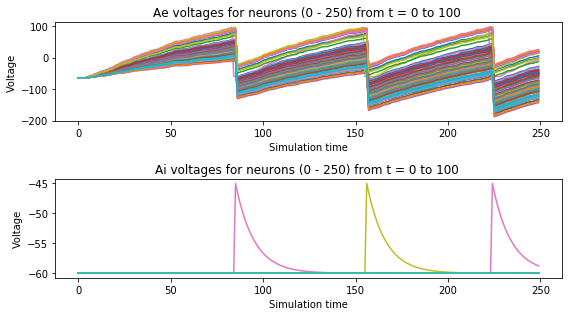 Ae voltages for neurons (0 - 250) from t = 0 to 100
Voltage
100
0
−100
−200
0 50 100 150 200 250
Simulation time
Ai voltages for neurons (0 - 250) from t = 0 to 100
Voltage
−45
−50
−55
−60
0 50 100 150 200 250
Simulation time